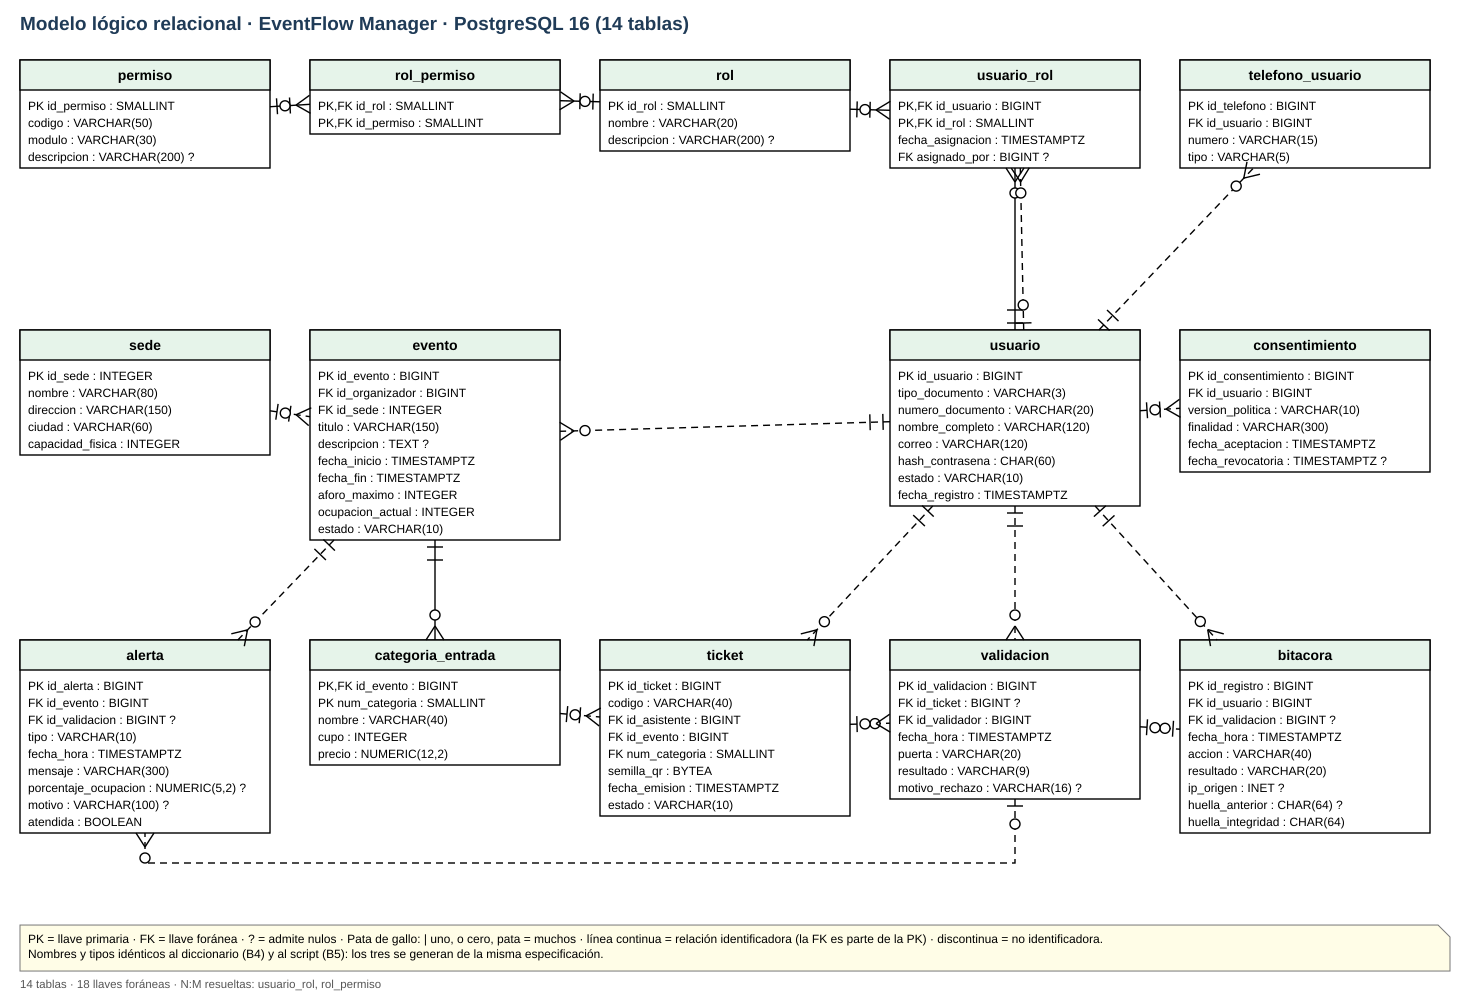 Modelo lógico relacional · EventFlow Manager · PostgreSQL 16 (14 tablas)
permiso
PK id_permiso : SMALLINT
codigo : VARCHAR(50)
modulo : VARCHAR(30)
descripcion : VARCHAR(200) ?
rol_permiso
PK,FK id_rol : SMALLINT
PK,FK id_permiso : SMALLINT
rol
PK id_rol : SMALLINT
nombre : VARCHAR(20)
descripcion : VARCHAR(200) ?
usuario_rol
PK,FK id_usuario : BIGINT
PK,FK id_rol : SMALLINT
fecha_asignacion : TIMESTAMPTZ
FK asignado_por : BIGINT ?
telefono_usuario
PK id_telefono : BIGINT
FK id_usuario : BIGINT
numero : VARCHAR(15)
tipo : VARCHAR(5)
sede
PK id_sede : INTEGER
nombre : VARCHAR(80)
direccion : VARCHAR(150)
ciudad : VARCHAR(60)
capacidad_fisica : INTEGER
evento
PK id_evento : BIGINT
FK id_organizador : BIGINT
FK id_sede : INTEGER
titulo : VARCHAR(150)
descripcion : TEXT ?
fecha_inicio : TIMESTAMPTZ
fecha_fin : TIMESTAMPTZ
aforo_maximo : INTEGER
ocupacion_actual : INTEGER
estado : VARCHAR(10)
usuario
PK id_usuario : BIGINT
tipo_documento : VARCHAR(3)
numero_documento : VARCHAR(20)
nombre_completo : VARCHAR(120)
correo : VARCHAR(120)
hash_contrasena : CHAR(60)
estado : VARCHAR(10)
fecha_registro : TIMESTAMPTZ
consentimiento
PK id_consentimiento : BIGINT
FK id_usuario : BIGINT
version_politica : VARCHAR(10)
finalidad : VARCHAR(300)
fecha_aceptacion : TIMESTAMPTZ
fecha_revocatoria : TIMESTAMPTZ ?
alerta
PK id_alerta : BIGINT
FK id_evento : BIGINT
FK id_validacion : BIGINT ?
tipo : VARCHAR(10)
fecha_hora : TIMESTAMPTZ
mensaje : VARCHAR(300)
porcentaje_ocupacion : NUMERIC(5,2) ?
motivo : VARCHAR(100) ?
atendida : BOOLEAN
categoria_entrada
PK,FK id_evento : BIGINT
PK num_categoria : SMALLINT
nombre : VARCHAR(40)
cupo : INTEGER
precio : NUMERIC(12,2)
ticket
PK id_ticket : BIGINT
codigo : VARCHAR(40)
FK id_asistente : BIGINT
FK id_evento : BIGINT
FK num_categoria : SMALLINT
semilla_qr : BYTEA
fecha_emision : TIMESTAMPTZ
estado : VARCHAR(10)
validacion
PK id_validacion : BIGINT
FK id_ticket : BIGINT ?
FK id_validador : BIGINT
fecha_hora : TIMESTAMPTZ
puerta : VARCHAR(20)
resultado : VARCHAR(9)
motivo_rechazo : VARCHAR(16) ?
bitacora
PK id_registro : BIGINT
FK id_usuario : BIGINT
FK id_validacion : BIGINT ?
fecha_hora : TIMESTAMPTZ
accion : VARCHAR(40)
resultado : VARCHAR(20)
ip_origen : INET ?
huella_anterior : CHAR(64) ?
huella_integridad : CHAR(64)
PK = llave primaria · FK = llave foránea · ? = admite nulos · Pata de gallo: | uno, o cero, pata = muchos · línea continua = relación identificadora (la FK es parte de la PK) · discontinua = no identificadora.
Nombres y tipos idénticos al diccionario (B4) y al script (B5): los tres se generan de la misma especificación.
14 tablas · 18 llaves foráneas · N:M resueltas: usuario_rol, rol_permiso